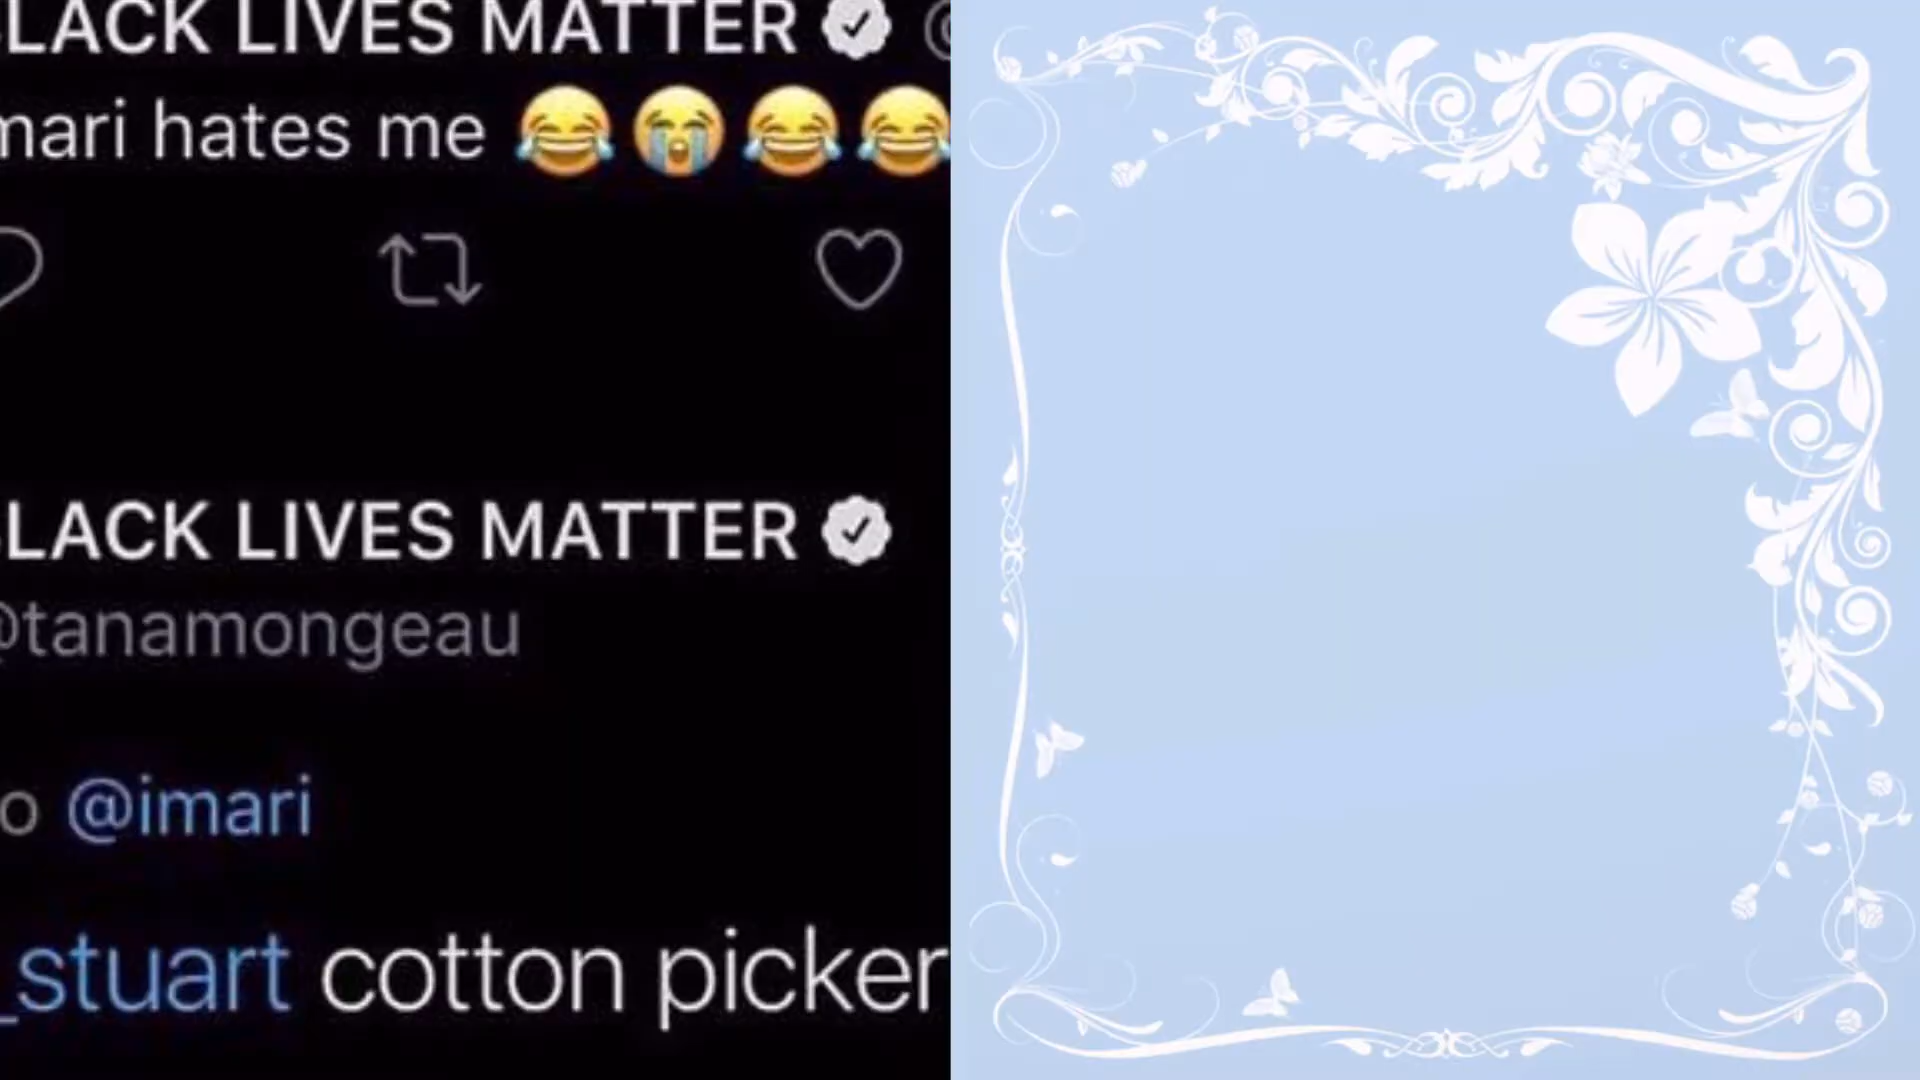 LACK LIVES MATTER @
mari hates me 😂😭😂😂
LACK LIVES MATTER
@tanamongeau
o @imari
_stuart cotton picker